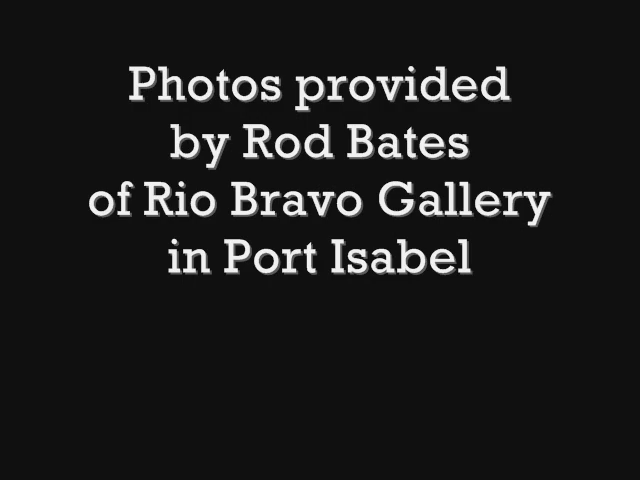 Photos provided
by Rod Bates
of Rio Bravo Gallery
in Port Isabel